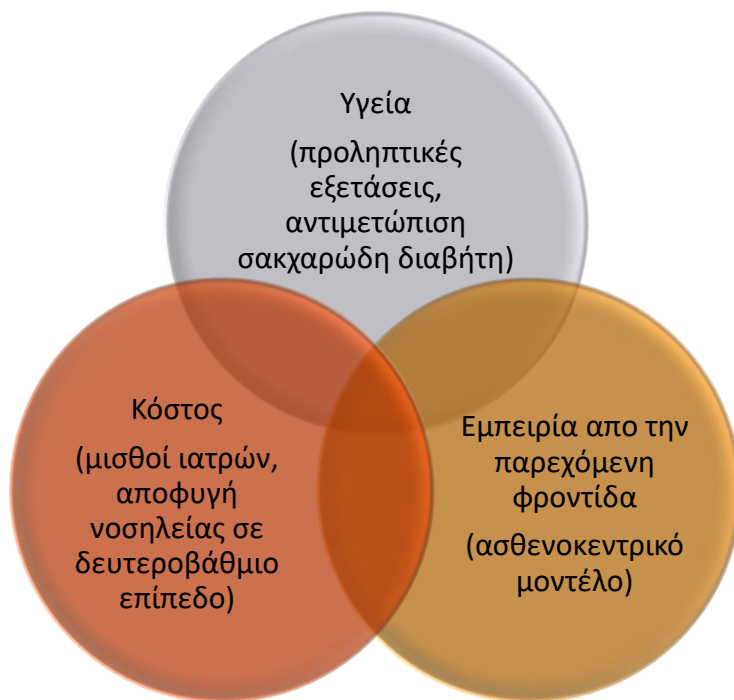 Υγεία
(προληπτικές
εξετάσεις,
αντιμετώπιση
σακχαρώδη διαβήτη)
Κόστος
(μισθοί ιατρών,
αποφυγή
νοσηλείας σε
δευτεροβάθμιο
επίπεδο)
Εμπειρία απο την
παρεχόμενη
φροντίδα
(ασθενοκεντρικό
μοντέλο)